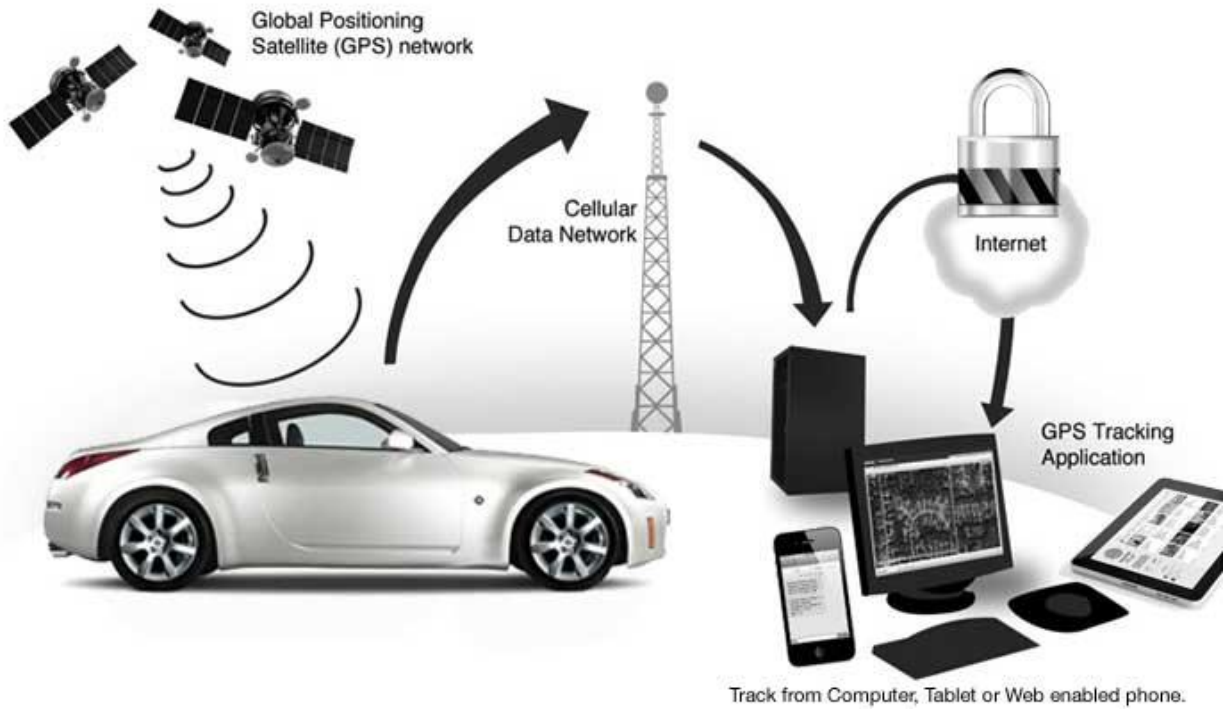 Global Positioning
Satellite (GPS) network
Cellular
Data Network
Internet
GPS Tracking
Application
Track from Computer, Tablet or Web enabled phone.